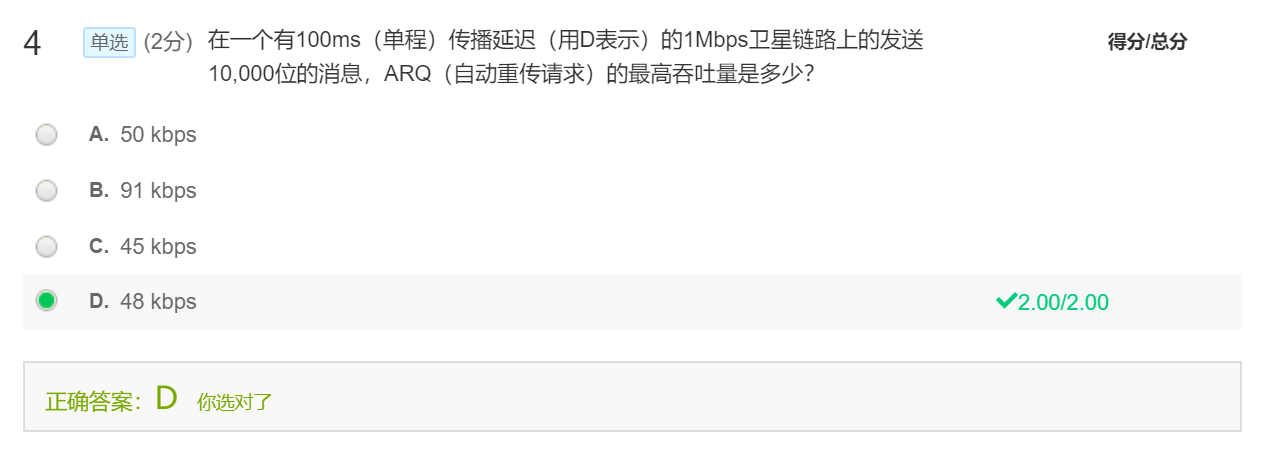 4 单选 (2分) 在一个有100ms（单程）传播延迟（用D表示）的1Mbps卫星链路上的发送 得分/总分
10,000位的消息，ARQ（自动重传请求）的最高吞吐量是多少？
A. 50 kbps
B. 91 kbps
C. 45 kbps
D. 48 kbps 2.00/2.00
正确答案：D 你选对了